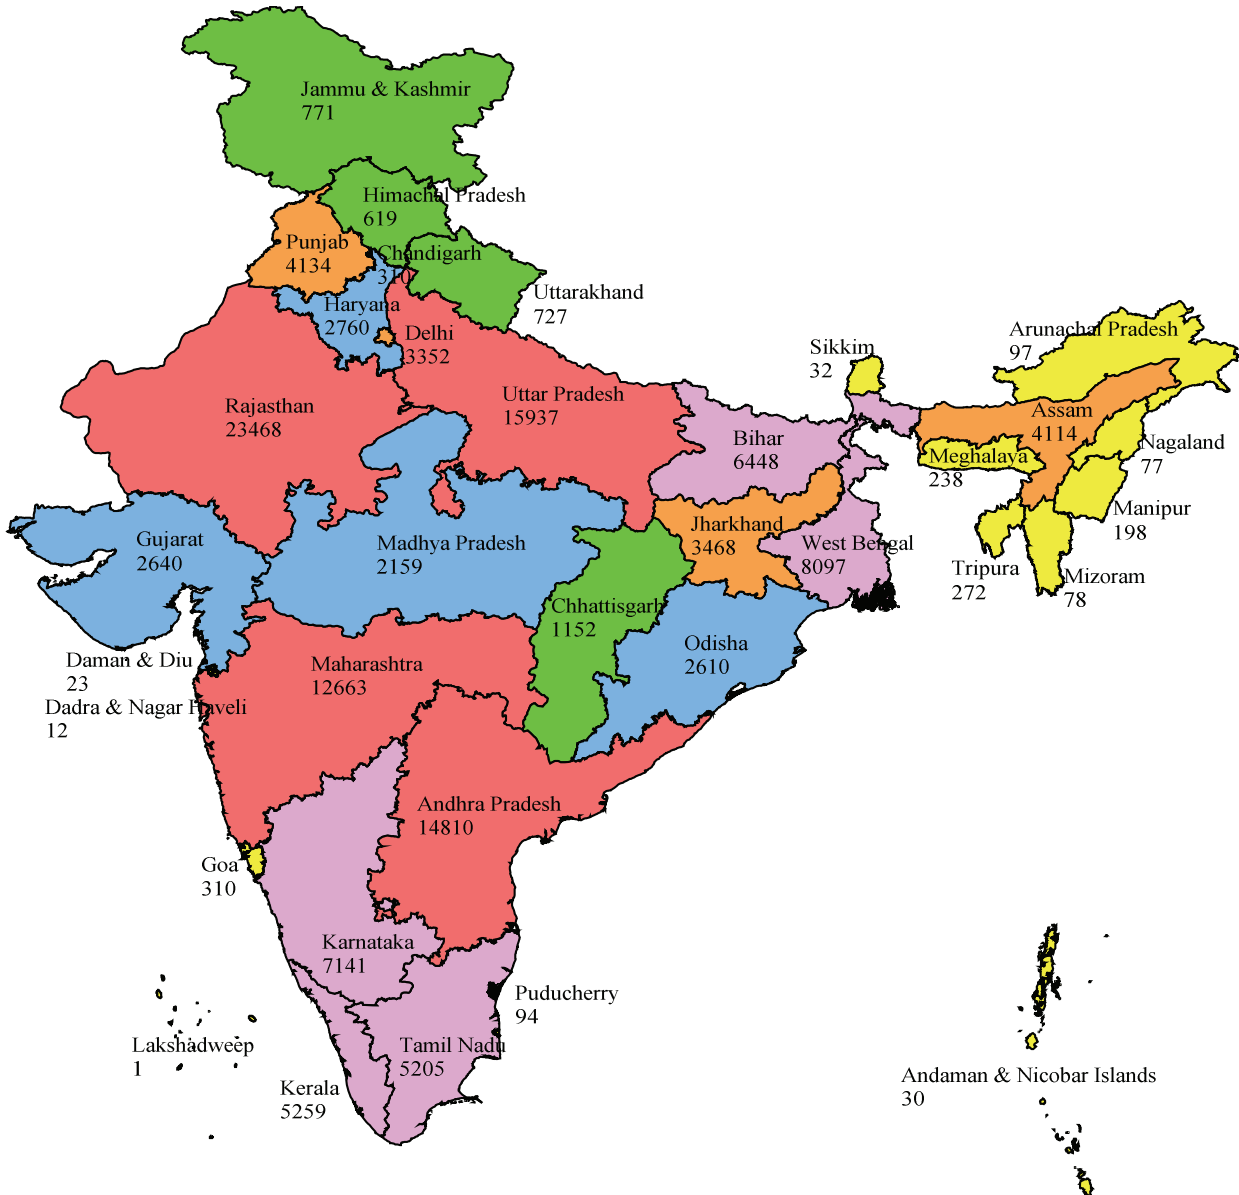 Jammu & Kashmir
771
Himachal Pradesh
619
Punjab
4134
Chandigarh
310
Uttarakhand
727
Haryana
2760
Delhi
3352
Arunachal Pradesh
97
Sikkim
32
Uttar Pradesh
15937
Rajasthan
23468
Assam
4114
Bihar
6448
Nagaland
77
Meghalaya
238
Manipur
198
Jharkhand
3468
Gujarat
2640
Madhya Pradesh
2159
West Bengal
8097
Tripura
272
Mizoram
78
Chhattisgarh
1152
Odisha
2610
Daman & Diu
23
Maharashtra
12663
Dadra & Nagar Haveli
12
Andhra Pradesh
14810
Goa
310
Karnataka
7141
Puducherry
94
Lakshadweep
1
Tamil Nadu
5205
Andaman & Nicobar Islands
30
Kerala
5259